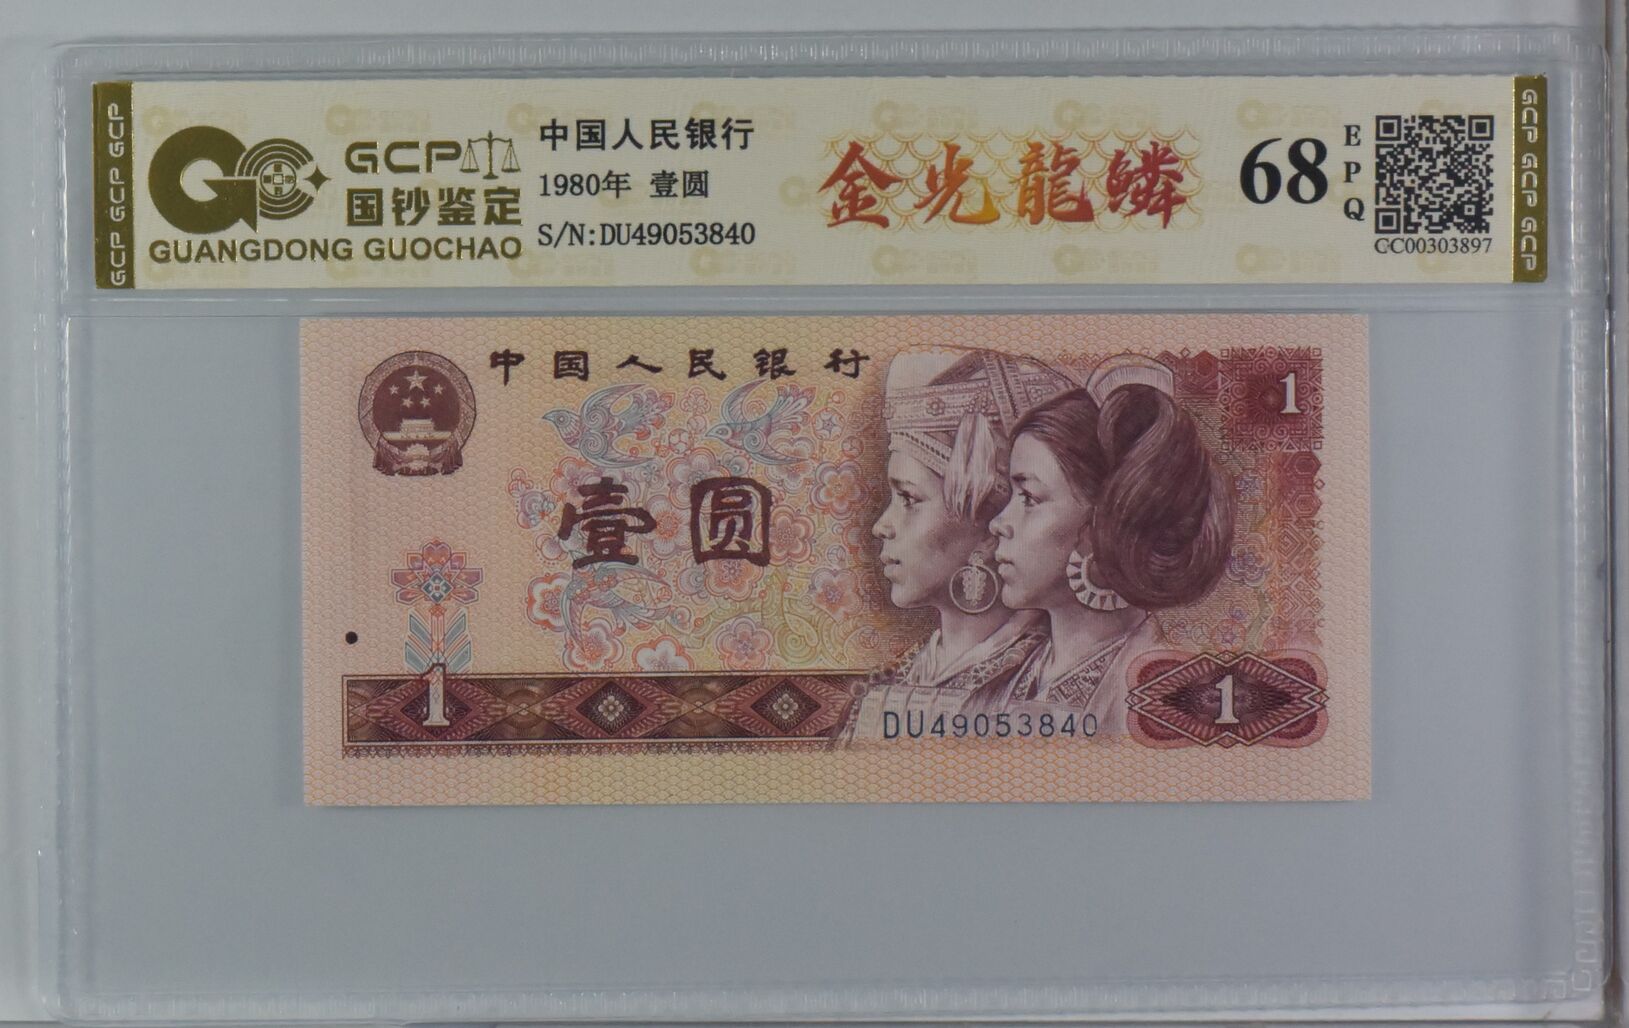 GCP GCP GCP
GCP
国钞鉴定
GUANGDONG GUOCHAO
中国人民银行
1980年 壹圆
S/N:DU49053840
金光龍鳞
68
EPQ
CC00303897
GCP GCP GCP
中国人民银行
1
壹圆
1
DU49053840
1